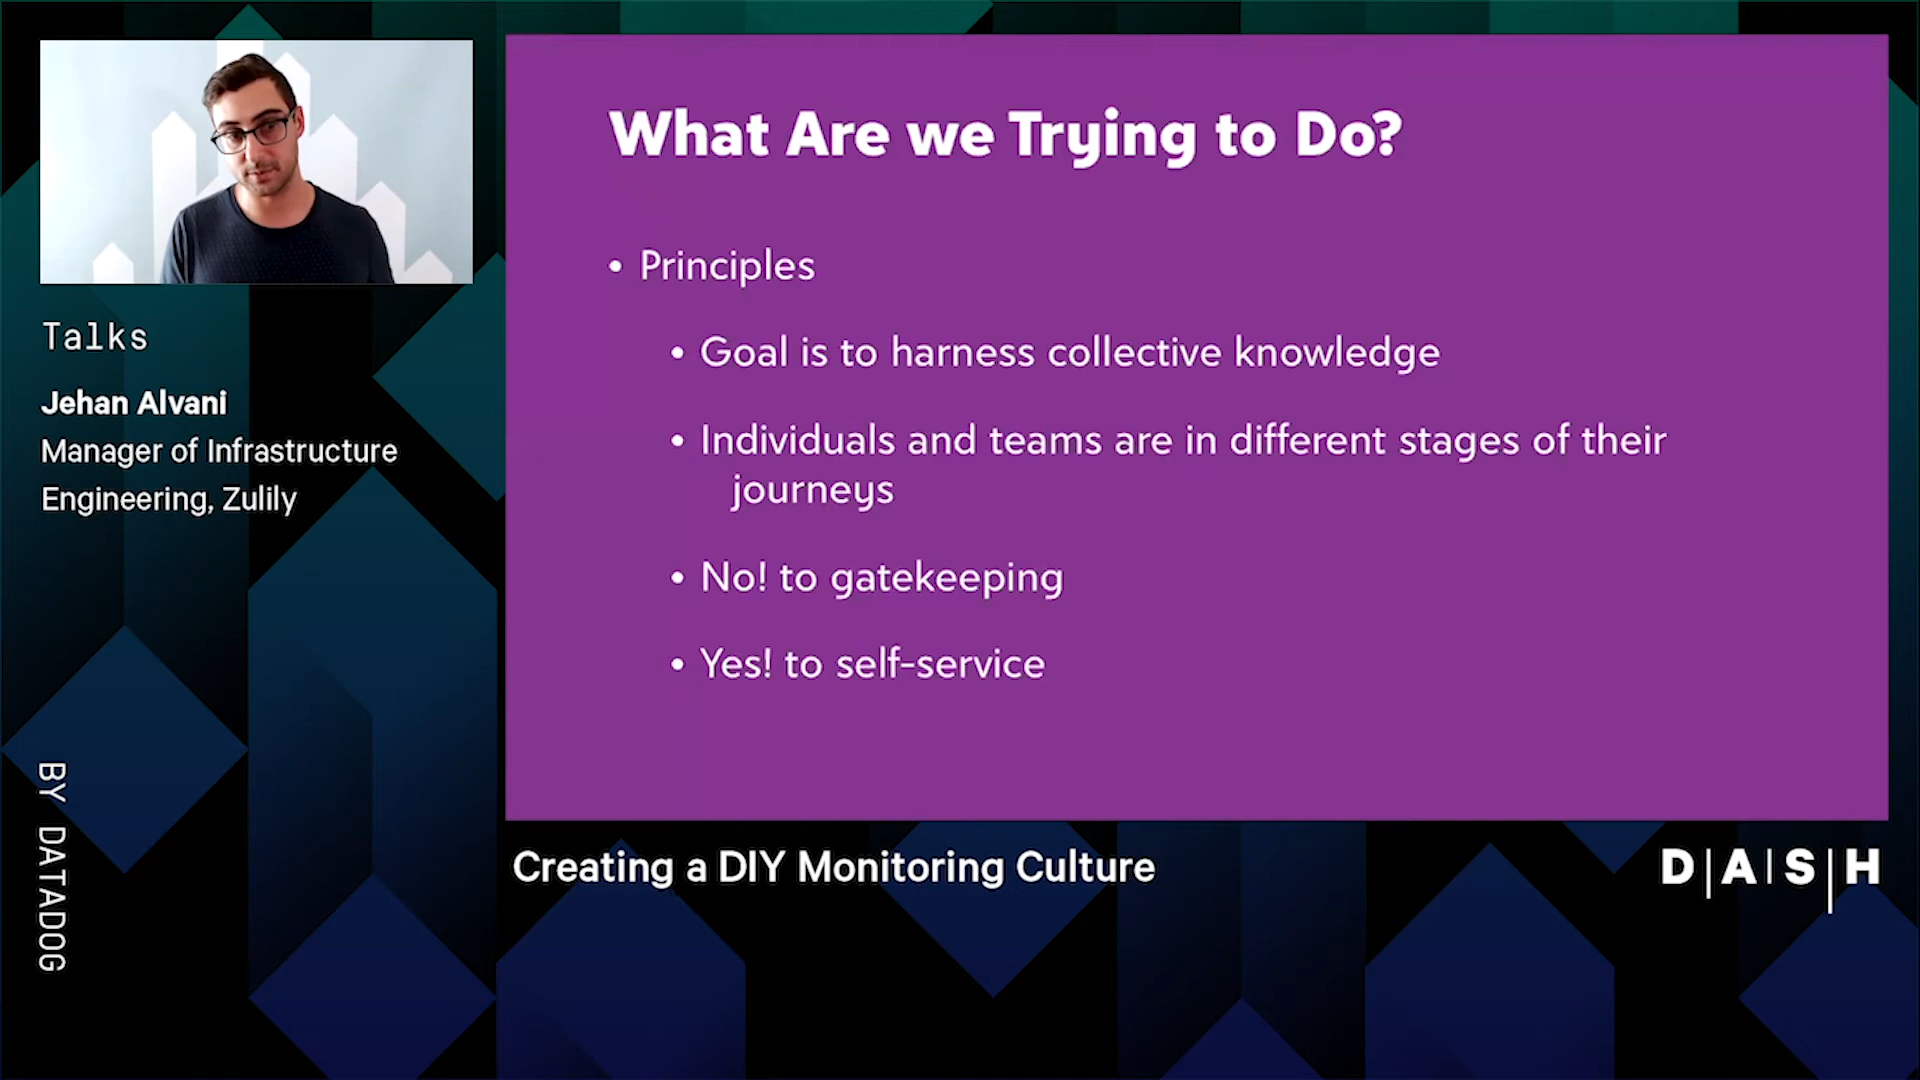 Talks
Jehan Alvani
Manager of Infrastructure
Engineering, Zulily
BY DATADOG
What Are we Trying to Do?
• Principles
• Goal is to harness collective knowledge
• Individuals and teams are in different stages of their
journeys
• No! to gatekeeping
• Yes! to self-service
Creating a DIY Monitoring Culture
D|A|S|H